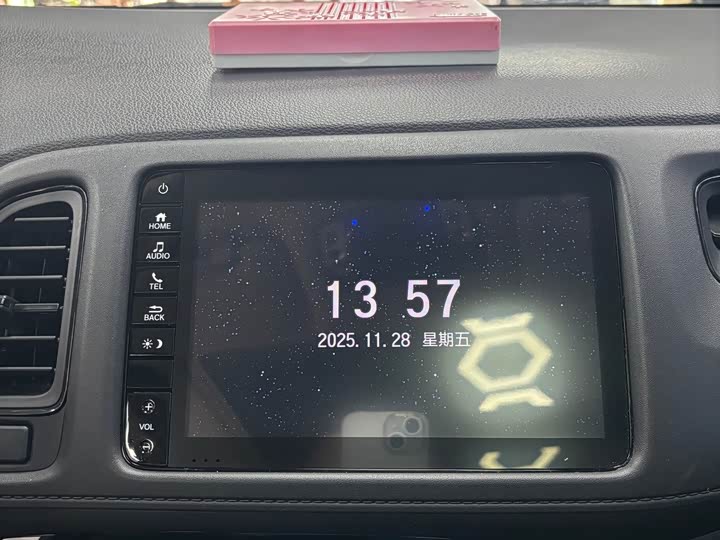 HOME
AUDIO
TEL
BACK
VOL
13 57
2025.11.28 星期五